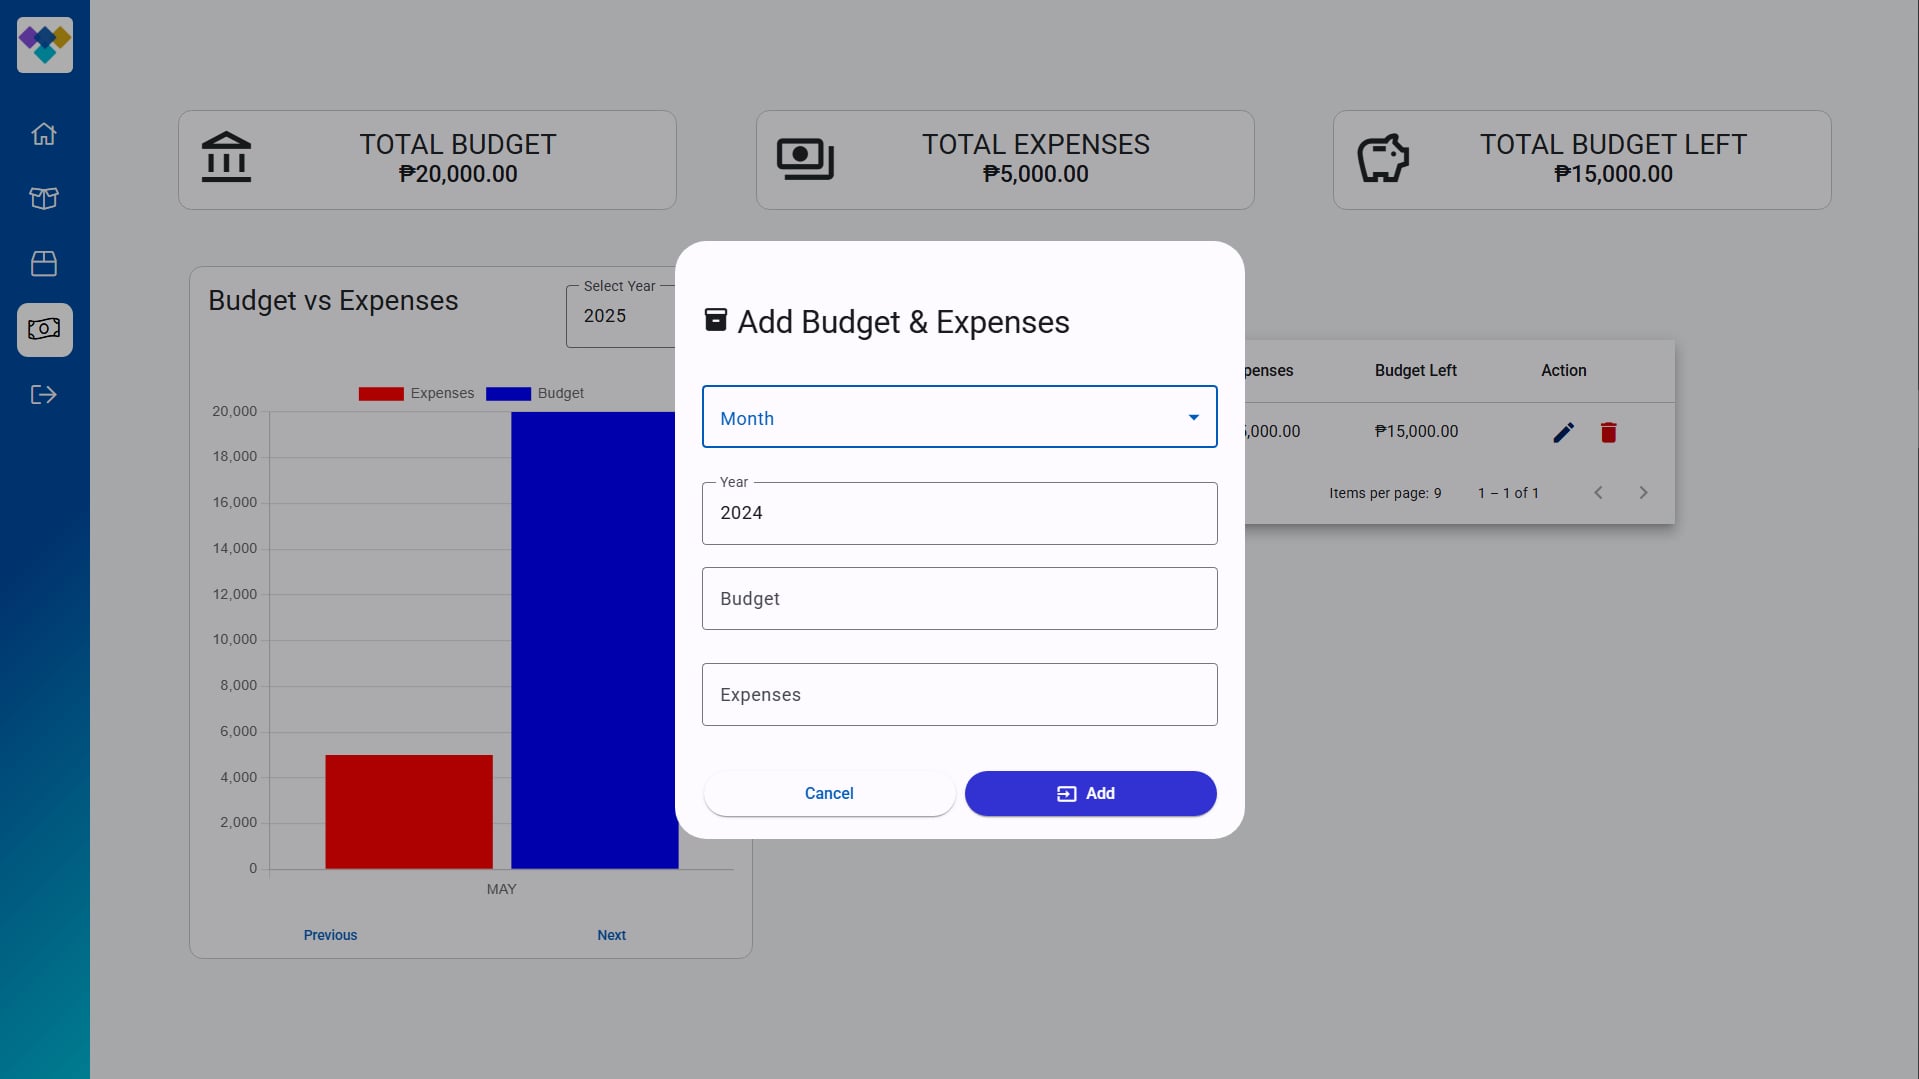 TOTAL BUDGET
₱20,000.00
TOTAL EXPENSES
₱5,000.00
TOTAL BUDGET LEFT
₱15,000.00
Budget vs Expenses
Select Year
2025
Expenses Budget
20,000
18,000
16,000
14,000
12,000
10,000
8,000
6,000
4,000
2,000
0
MAY
Previous Next
Add Budget & Expenses
Month
Year
2024
Budget
Expenses
Cancel Add
penses Budget Left Action
,000.00 ₱15,000.00
Items per page: 9 1 – 1 of 1